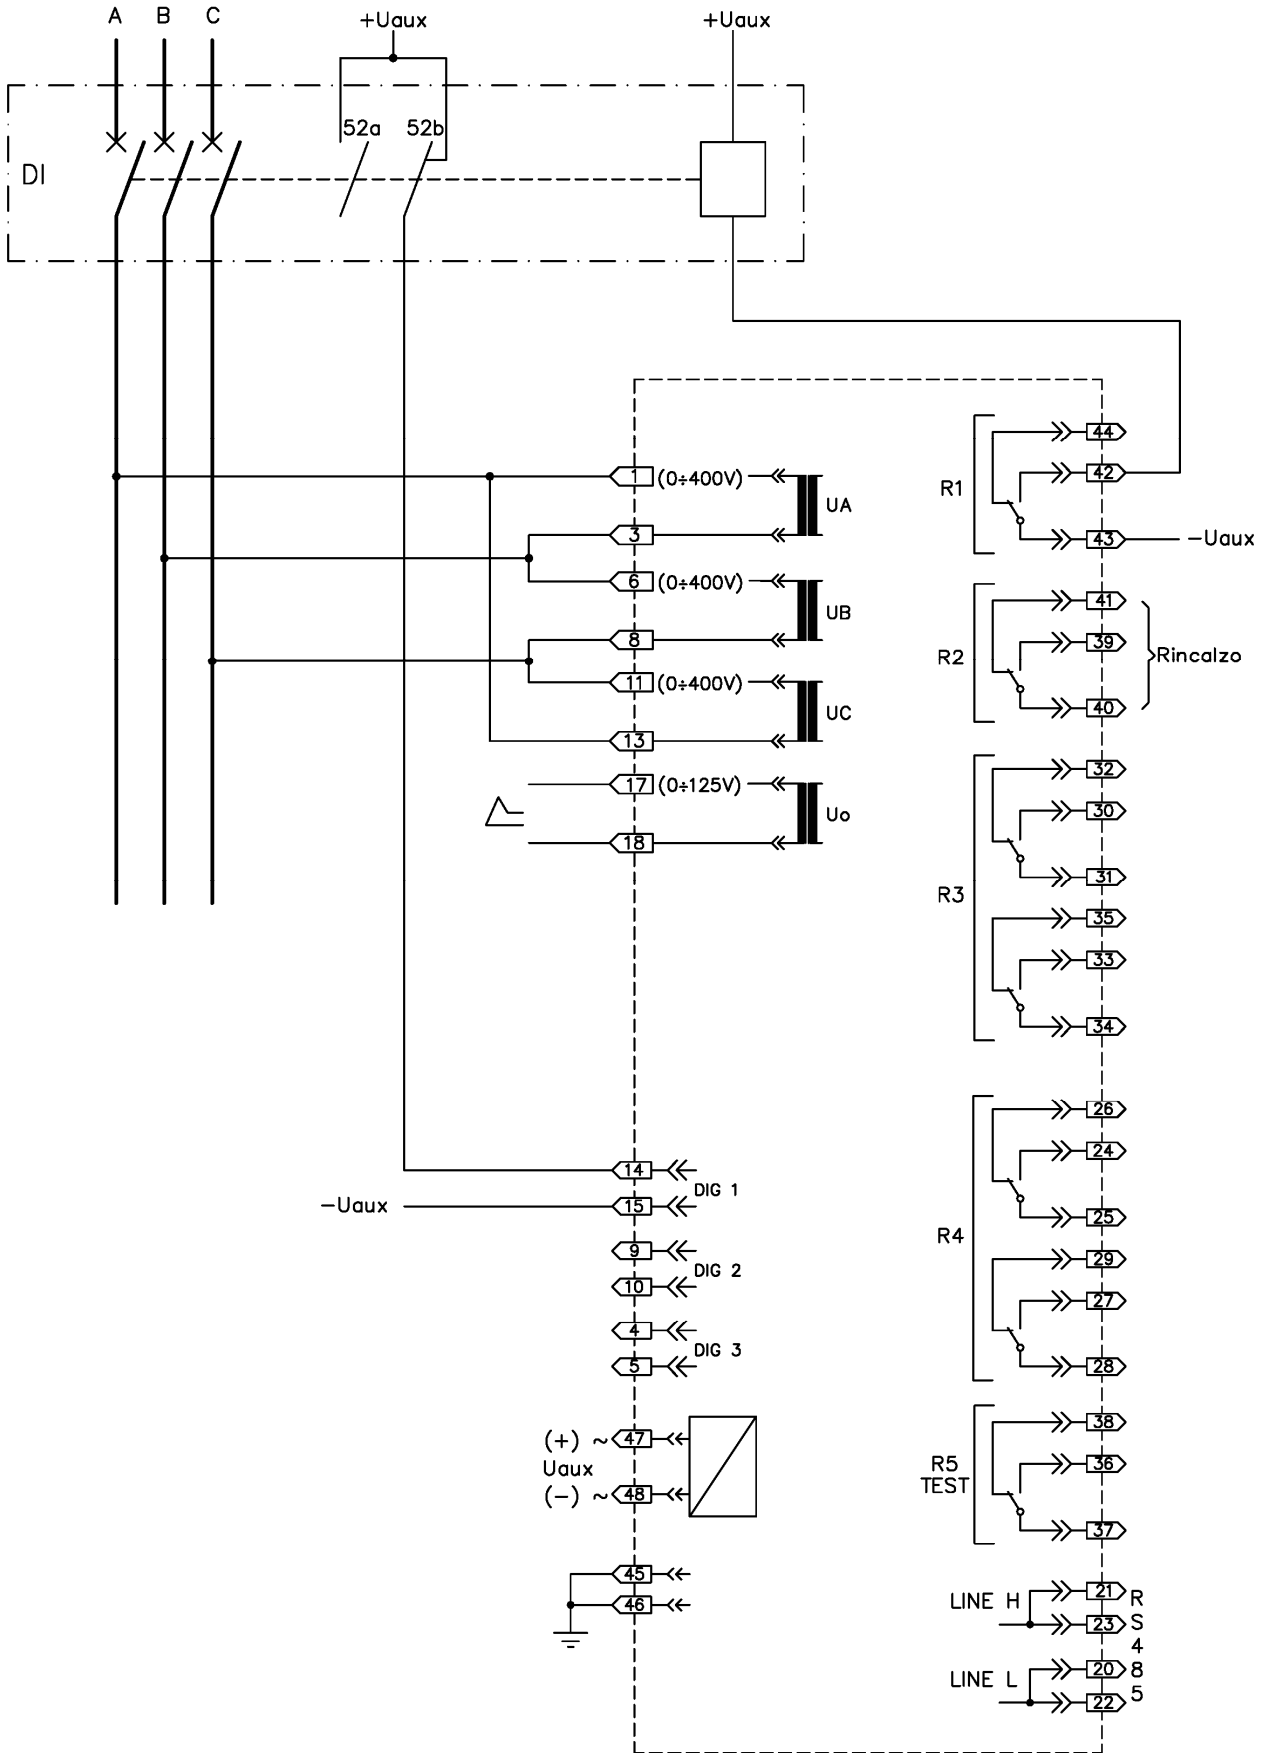 A B C
+Uaux
+Uaux
52a 52b
DI
44
42
R1
43 -Uaux
1 (0÷400V)
UA
3
6 (0÷400V)
UB
8
11 (0÷400V)
UC
13
17 (0÷125V)
Uo
18
41
39
R2
Rincalzo
40
32
30
31
R3
35
33
34
26
24
25
R4
29
27
28
14
DIG 1
-Uaux
15
9
DIG 2
10
4
DIG 3
5
(+) ~ 47
Uaux
(-) ~ 48
45
46
38
R5
TEST
36
37
LINE H
21
23
LINE L
20
22
RS485